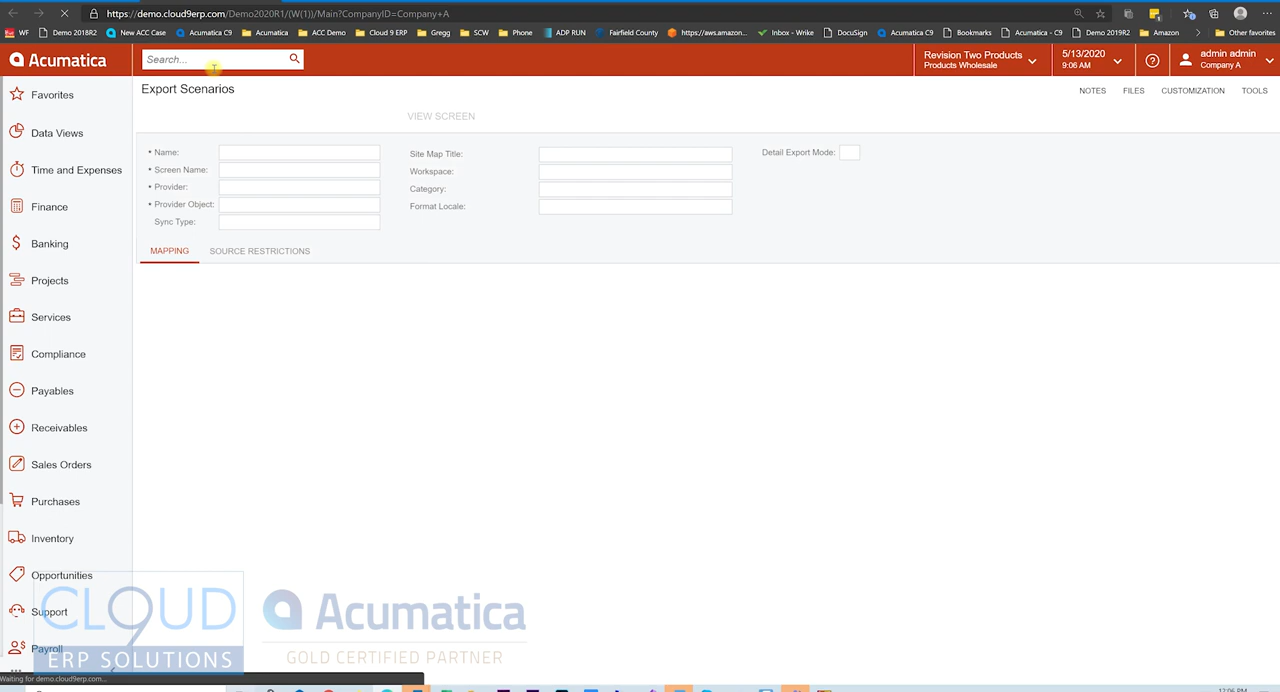 https://demo.cloud9erp.com/Demo2020R1/(W(1))/Main?CompanyID=Company+A
WF
Demo 2018R2
New ACC Case
Acumatica C9
Acumatica
ACC Demo
Cloud 9 ERP
Gregg
SCW
Phone
ADP RUN
Fairfield County
https://aws.amazon...
Inbox - Wrike
DocuSign
Acumatica C9
Bookmarks
Acumatica - C9
Demo 2019R2
Amazon
Other favorites
Acumatica
Search...
Revision Two Products
Products Wholesale
5/13/2020
9:06 AM
admin admin
Company A
Favorites
Data Views
Time and Expenses
Finance
Banking
Projects
Services
Compliance
Payables
Receivables
Sales Orders
Purchases
Inventory
Opportunities
Support
Payroll
Export Scenarios
NOTES
FILES
CUSTOMIZATION
TOOLS
VIEW SCREEN
Name:
Screen Name:
Provider:
Provider Object:
Sync Type:
Site Map Title:
Workspace:
Category:
Format Locale:
Detail Export Mode:
MAPPING
SOURCE RESTRICTIONS
CLOUD
9
ERP SOLUTIONS
Acumatica
GOLD CERTIFIED PARTNER
Waiting for demo.cloud9erp.com...
12:06 PM